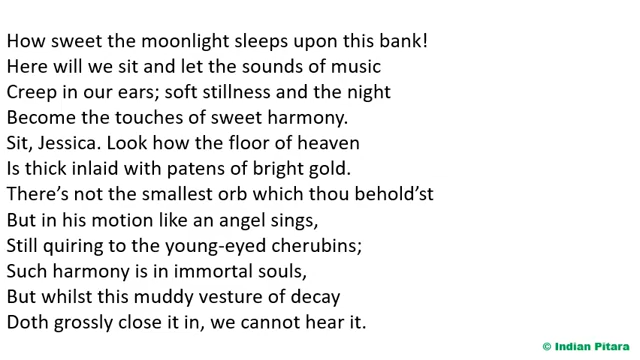 How sweet the moonlight sleeps upon this bank!
Here will we sit and let the sounds of music
Creep in our ears; soft stillness and the night
Become the touches of sweet harmony.
Sit, Jessica. Look how the floor of heaven
Is thick inlaid with patens of bright gold.
There’s not the smallest orb which thou behold’st
But in his motion like an angel sings,
Still quiring to the young-eyed cherubins;
Such harmony is in immortal souls,
But whilst this muddy vesture of decay
Doth grossly close it in, we cannot hear it.
© Indian Pitara